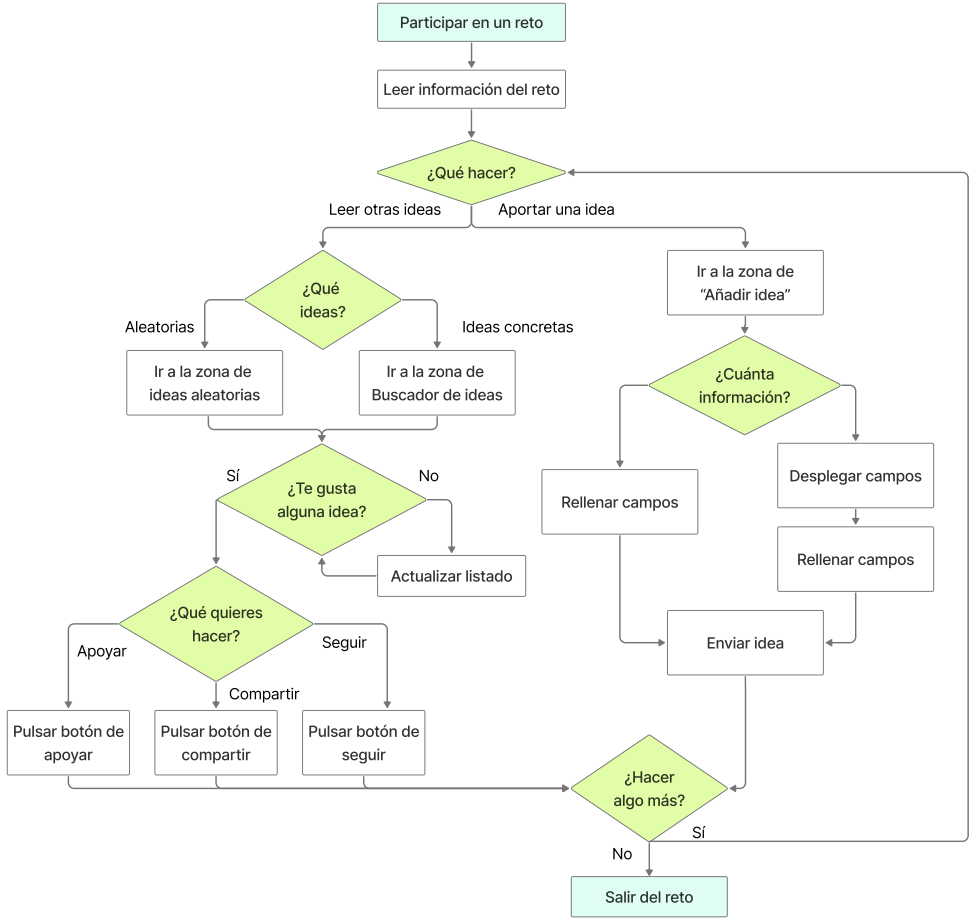 Participar en un reto
Leer información del reto
¿Qué hacer?
Leer otras ideas
Aportar una idea
¿Qué
ideas?
Ir a la zona de
“Añadir idea”
Aleatorias
Ideas concretas
Ir a la zona de
ideas aleatorias
Ir a la zona de
Buscador de ideas
¿Cuánta
información?
Sí
No
¿Te gusta
alguna idea?
Rellenar campos
Desplegar campos
Actualizar listado
Rellenar campos
¿Qué quieres
hacer?
Apoyar
Seguir
Compartir
Enviar idea
Pulsar botón de
apoyar
Pulsar botón de
compartir
Pulsar botón de
seguir
¿Hacer
algo más?
Sí
No
Salir del reto